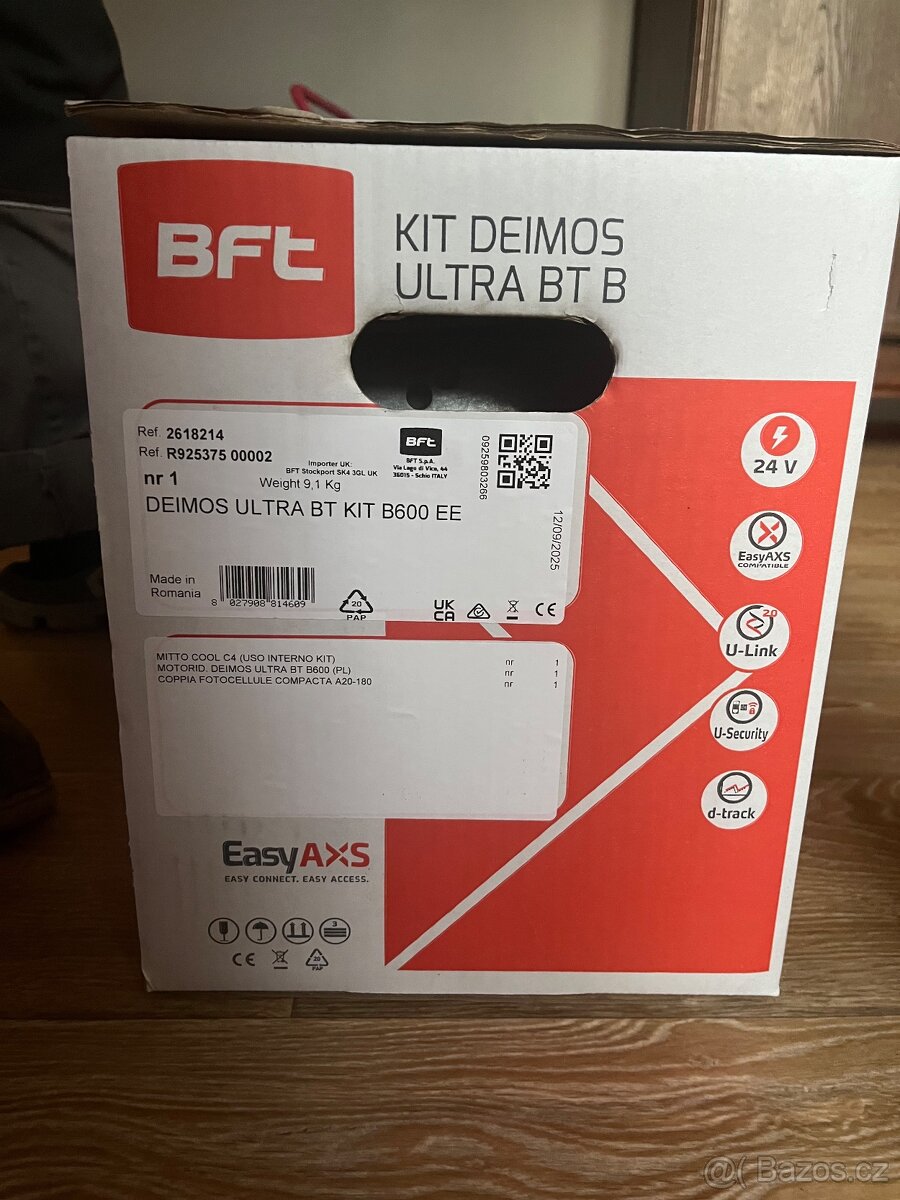 BFt
KIT DEIMOS
ULTRA BT B
Ref. 2618214
Ref. R925375 00002
nr 1
Importer UK:
BFT Stockport SK4 3GL UK
Weight 9,1 Kg
BFt
BFT S.p.A.
Via Lago di Vico, 44
36015 - Schio ITALY
09259803266
12/09/2025
DEIMOS ULTRA BT KIT B600 EE
Made in
Romania
8 027908 814609
20
PAP
UK
CA
CE
MITTO COOL C4 (USO INTERNO KIT) nr 1
MOTORID. DEIMOS ULTRA BT B600 (PL) nr 1
COPPIA FOTOCELLULE COMPACTA A20-180 nr 1
24 V
EasyAXS
COMPATIBLE
2.0
U-Link
U-Security
d-track
EasyAXS
EASY CONNECT. EASY ACCESS.
3
CE
20
PAP
@( Bazos.cz